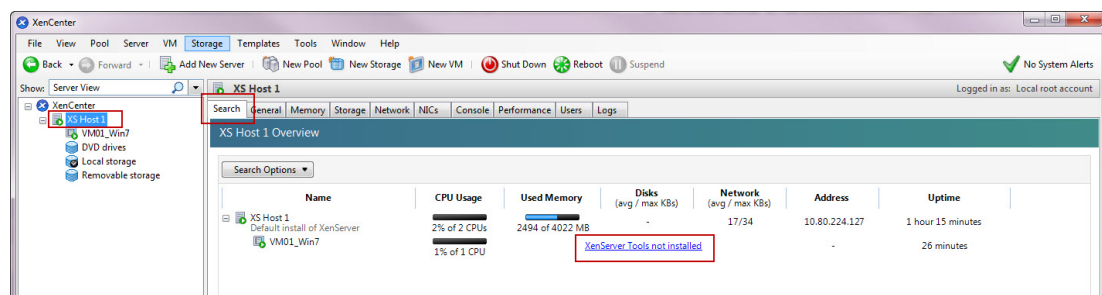 XenCenter
File View Pool Server VM Storage Templates Tools Window Help
Back Forward Add New Server New Pool New Storage New VM Shut Down Reboot Suspend No System Alerts
Show: Server View XS Host 1 Logged in as: Local root account
XenCenter
XS Host 1
VM01_Win7
DVD drives
Local storage
Removable storage
Search General Memory Storage Network NICs Console Performance Users Logs
XS Host 1 Overview
Search Options
Name CPU Usage Used Memory Disks (avg / max KBs) Network (avg / max KBs) Address Uptime
XS Host 1 - 17/34 10.80.224.127 1 hour 15 minutes
Default install of XenServer 2% of 2 CPUs 2494 of 4022 MB
VM01_Win7 XenServer Tools not installed - 26 minutes
1% of 1 CPU